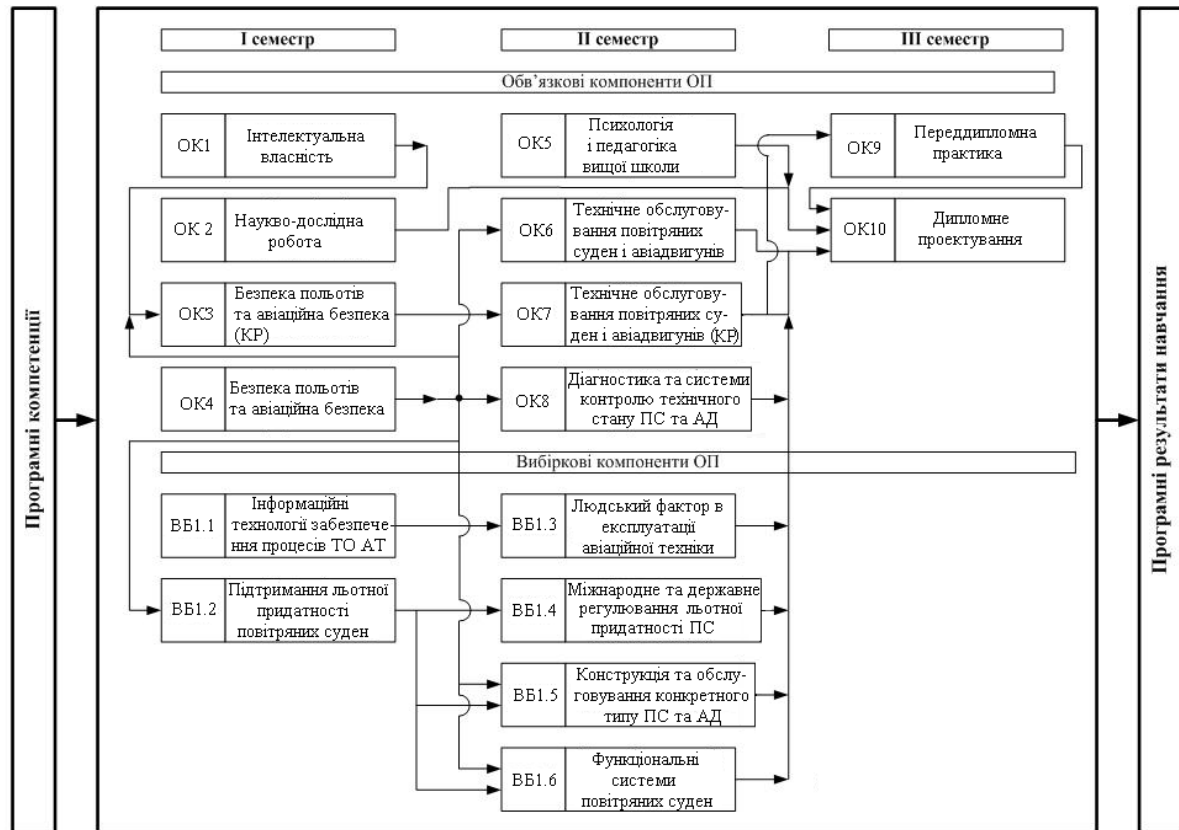 Програмні компетенції
I семестр
II семестр
III семестр
Обв’язкові компоненти ОП
ОК1
Інтелектуальна
власність
ОК5
Психологія
і педагогіка
вищої школи
ОК9
Переддипломна
практика
ОК 2
Науково-дослідна
робота
ОК6
Технічне обслугову-
вання повітряних
суден і авіадвигунів
ОК10
Дипломне
проектування
ОК3
Безпека польотів
та авіаційна безпека
(КР)
ОК7
Технічне обслугову-
вання повітряних су-
ден і авіадвигунів (КР)
ОК4
Безпека польотів
та авіаційна безпека
ОК8
Діагностика та системи
контролю технічного
стану ПС та АД
Вибіркові компоненти ОП
ВБ1.1
Інформаційні
технології забезпече-
ння процесів ТО АТ
ВБ1.3
Людський фактор в
експлуатації
авіаційної техніки
ВБ1.2
Підтримання льотної
придатності
повітряних суден
ВБ1.4
Міжнародне та державне
регулювання льотної
придатності ПС
ВБ1.5
Конструкція та обслу-
говування конкретного
типу ПС та АД
ВБ1.6
Функціональні
системи
повітряних суден
Програмні результати навчання